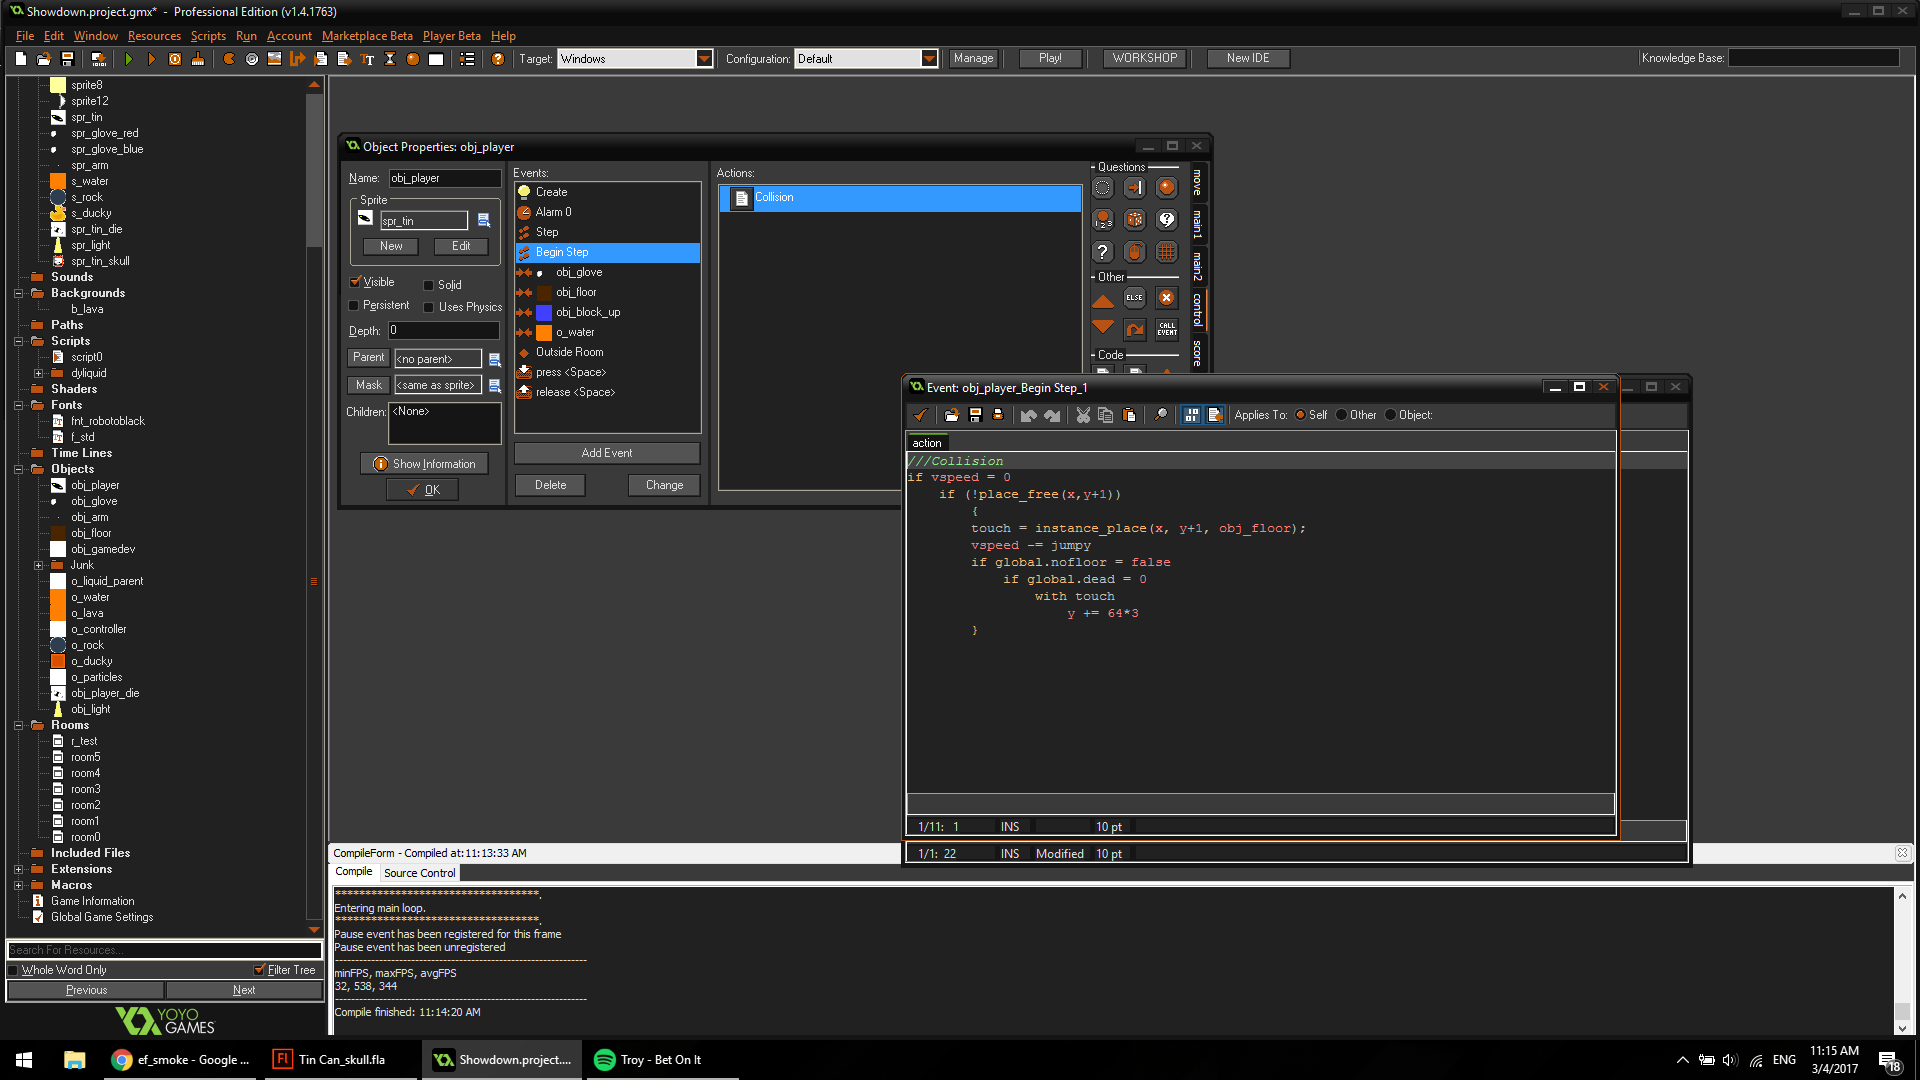 Showdown.project.gmx* - Professional Edition (v1.4.1763)
File Edit Window Resources Scripts Run Account Marketplace Beta Player Beta Help
Target: Windows Configuration: Default Manage Play! WORKSHOP New IDE Knowledge Base:
sprite8
sprite12
spr_tin
spr_glove_red
spr_glove_blue
spr_arm
s_water
s_rock
s_ducky
spr_tin_die
spr_light
spr_tin_skull
Sounds
Backgrounds
b_lava
Paths
Scripts
script0
dyliquid
Shaders
Fonts
fnt_robotoblack
f_std
Time Lines
Objects
obj_player
obj_glove
obj_arm
obj_floor
obj_gamedev
Junk
o_liquid_parent
o_water
o_lava
o_controller
o_rock
o_ducky
o_particles
obj_player_die
obj_light
Rooms
r_test
room5
room4
room3
room2
room1
room0
Included Files
Extensions
Macros
Game Information
Global Game Settings
Search For Resources...
Whole Word Only Filter Tree
Previous Next
YOYO
GAMES
Object Properties: obj_player
Name: obj_player
Sprite
spr_tin
New Edit
Visible Solid
Persistent Uses Physics
Depth: 0
Parent <no parent>
Mask <same as sprite>
Children: <None>
Show Information
OK
Events:
Create
Alarm 0
Step
Begin Step
obj_glove
obj_floor
obj_block_up
o_water
Outside Room
press <Space>
release <Space>
Add Event
Delete Change
Actions:
Collision
Questions
Other
ELSE
CALL
EVENT
Code
move
main1
main2
control
score
Event: obj_player_Begin Step_1
Applies To: Self Other Object:
action
///Collision
if vspeed = 0
if (!place_free(x,y+1))
{
touch = instance_place(x, y+1, obj_floor);
vspeed -= jumpy
if global.nofloor = false
if global.dead = 0
with touch
y += 64*3
}
1/11: 1 INS 10 pt
1/1: 22 INS Modified 10 pt
CompileForm - Compiled at:11:13:33 AM
Compile Source Control
***********************************.
Entering main loop.
***********************************.
Pause event has been registered for this frame
Pause event has been unregistered
----------------------------------------------------------------
minFPS, maxFPS, avgFPS
32, 538, 344
----------------------------------------------------------------
Compile finished: 11:14:20 AM
ef_smoke - Google ... Tin Can_skull.fla Showdown.project.... Troy - Bet On It
ENG 11:15 AM
3/4/2017
18